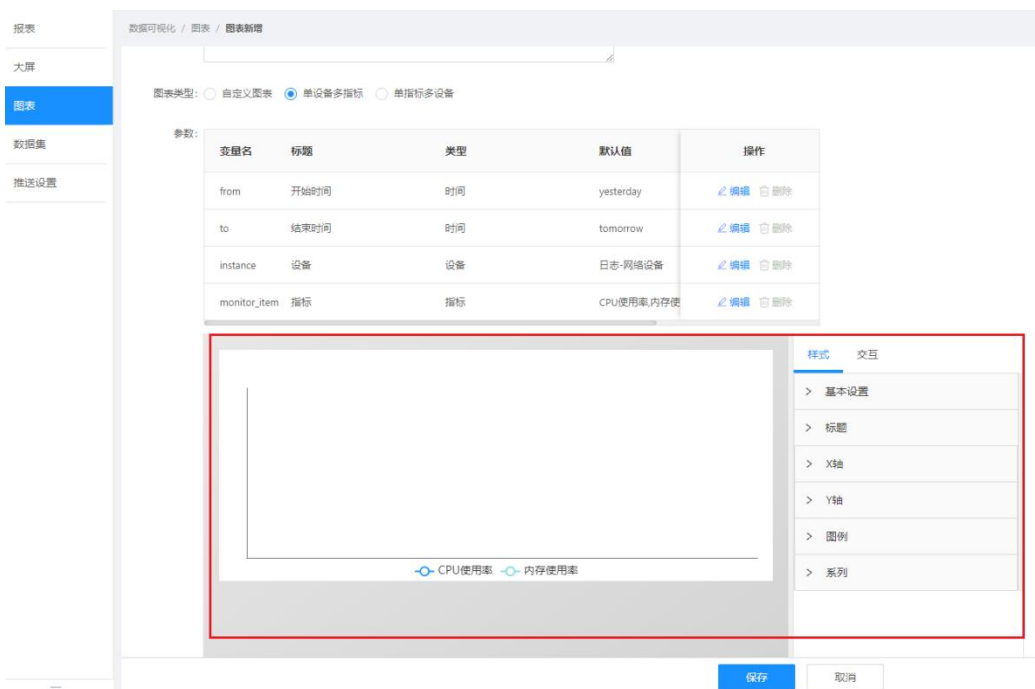 报表
大屏
图表
数据集
推送设置
数据可视化 / 图表 / 图表新增
图表类型: 自定义图表 单设备多指标 单指标多设备
参数:
变量名 标题 类型 默认值 操作
from 开始时间 时间 yesterday 编辑 删除
to 结束时间 时间 tomorrow 编辑 删除
instance 设备 设备 日志-网络设备 编辑 删除
monitor_item 指标 指标 CPU使用率,内存使 编辑 删除
CPU使用率 内存使用率
样式 交互
基本设置
标题
X轴
Y轴
图例
系列
保存 取消